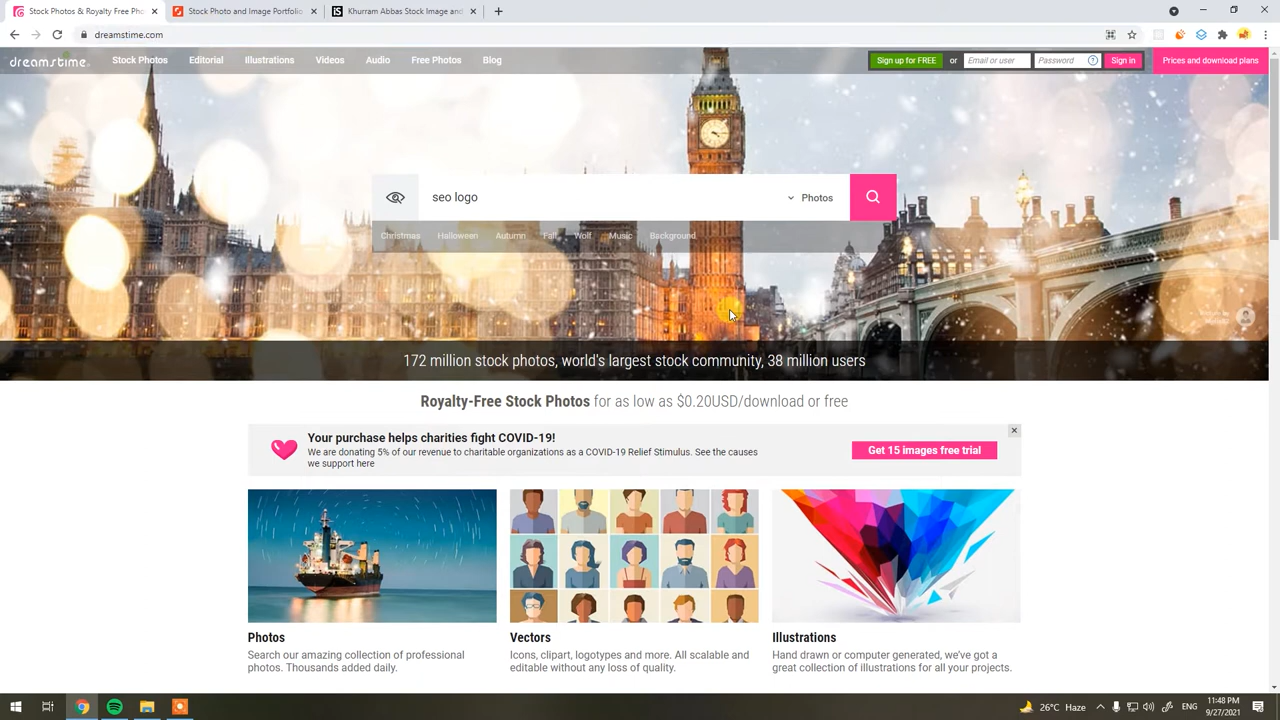 Stock Photos & Royalty Free Pho
Stock Photo and Image Portfolio
iS Khurram Abbas Stock Image and
dreamstime.com
dreamstime
Stock Photos
Editorial
Illustrations
Videos
Audio
Free Photos
Blog
Sign up for FREE
or
Email or user
Password
?
Sign in
Prices and download plans
seo logo
Photos
Christmas
Halloween
Autumn
Fall
Wolf
Music
Background
172 million stock photos, world's largest stock community, 38 million users
Royalty-Free Stock Photos for as low as $0.20USD/download or free
Your purchase helps charities fight COVID-19!
We are donating 5% of our revenue to charitable organizations as a COVID-19 Relief Stimulus. See the causes
we support here
Get 15 images free trial
Photos
Search our amazing collection of professional
photos. Thousands added daily.
Vectors
Icons, clipart, logotypes and more. All scalable and
editable without any loss of quality.
Illustrations
Hand drawn or computer generated, we've got a
great collection of illustrations for all your projects.
26°C Haze
ENG
11:48 PM
9/27/2021